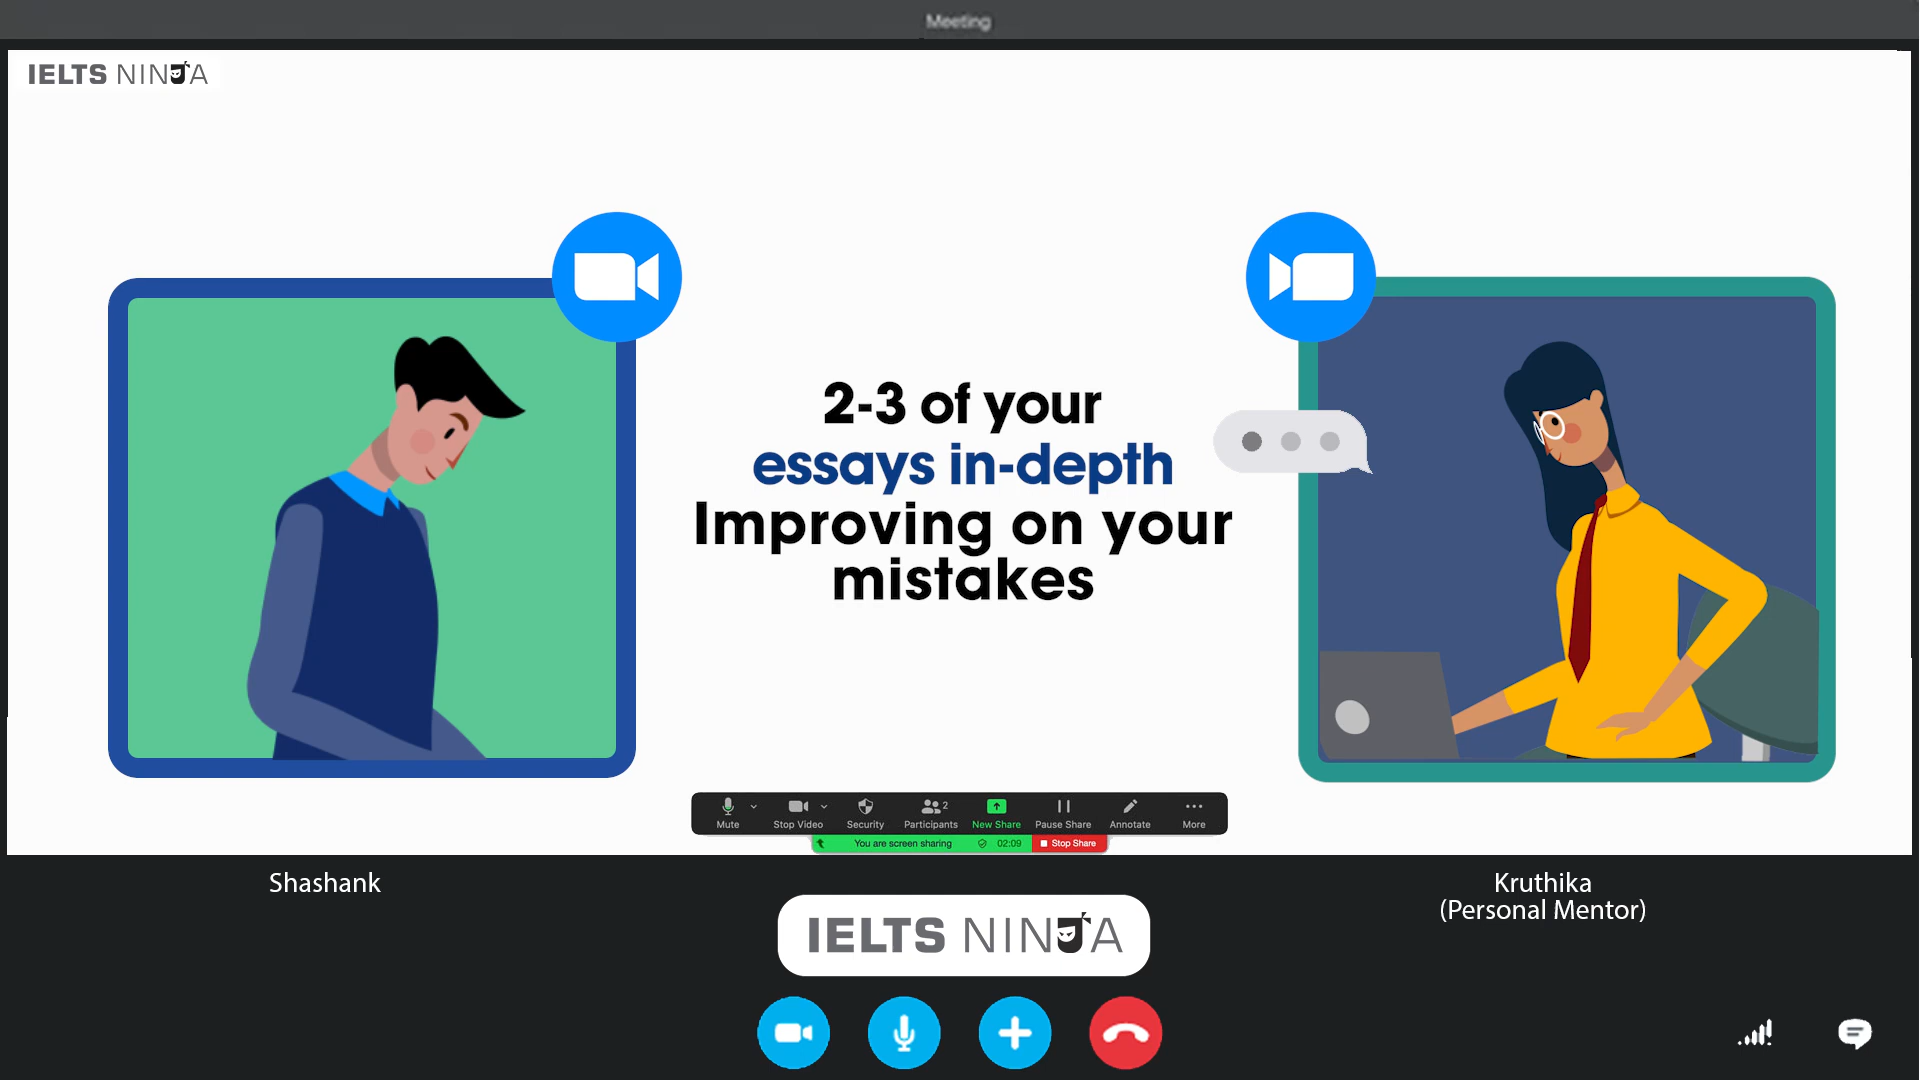 Meeting
IELTS NINJA
2-3 of your
essays in-depth
Improving on your
mistakes
2
Mute
Stop Video
Security
Participants
New Share
Pause Share
Annotate
More
You are screen sharing
02:09
Stop Share
Shashank
Kruthika
(Personal Mentor)
IELTS NINJA